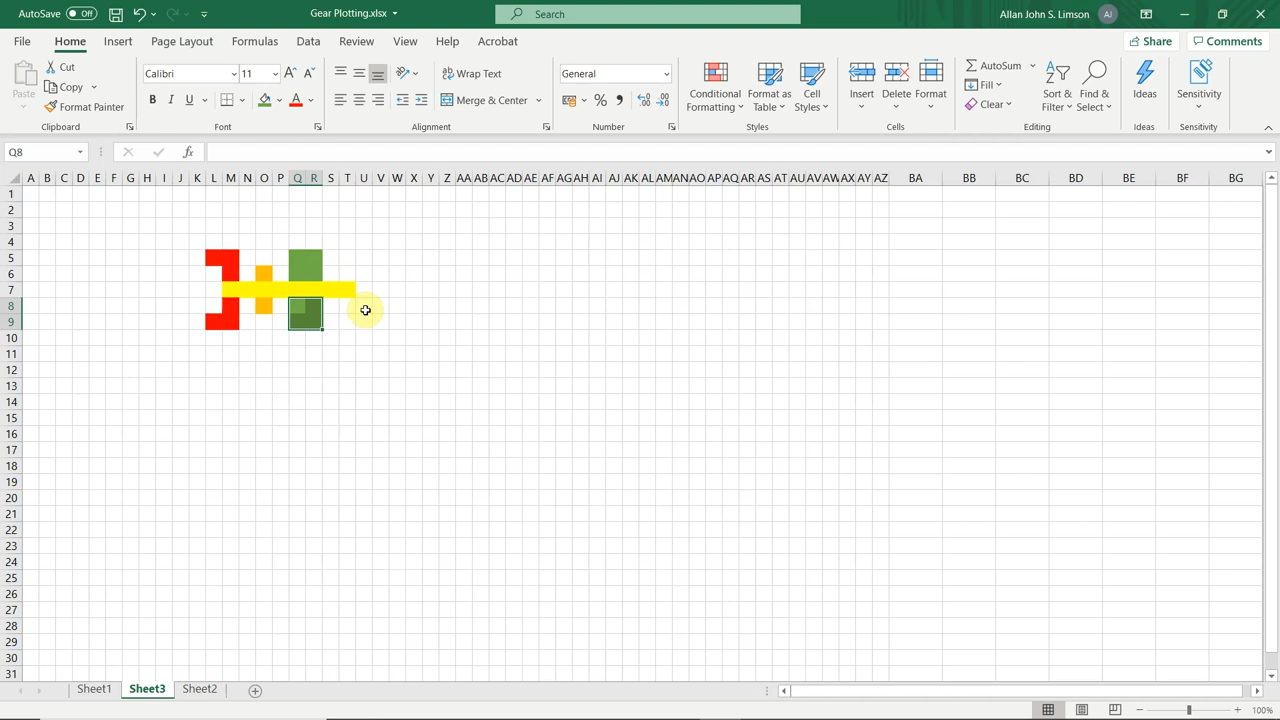 AutoSave Off Gear Plotting.xlsx Search Allan John S. Limson AJ
File Home Insert Page Layout Formulas Data Review View Help Acrobat Share Comments
Paste Cut Copy Format Painter Clipboard
Calibri 11 A A B I U A Font
Wrap Text Merge & Center Alignment
General % , Number
Conditional Formatting Format as Table Cell Styles Styles
Insert Delete Format Cells
AutoSum Fill Clear Sort & Filter Find & Select Editing
Ideas Ideas
Sensitivity Sensitivity
Q8 fx
A B C D E F G H I J K L M N O P Q R S T U V W X Y Z AA AB AC AD AE AF AG AH AI AJ AK AL AM AN AO AP AQ AR AS AT AU AV AW AX AY AZ BA BB BC BD BE BF BG
1
2
3
4
5
6
7
8
9
10
11
12
13
14
15
16
17
18
19
20
21
22
23
24
25
26
27
28
29
30
31
Sheet1 Sheet3 Sheet2
100%